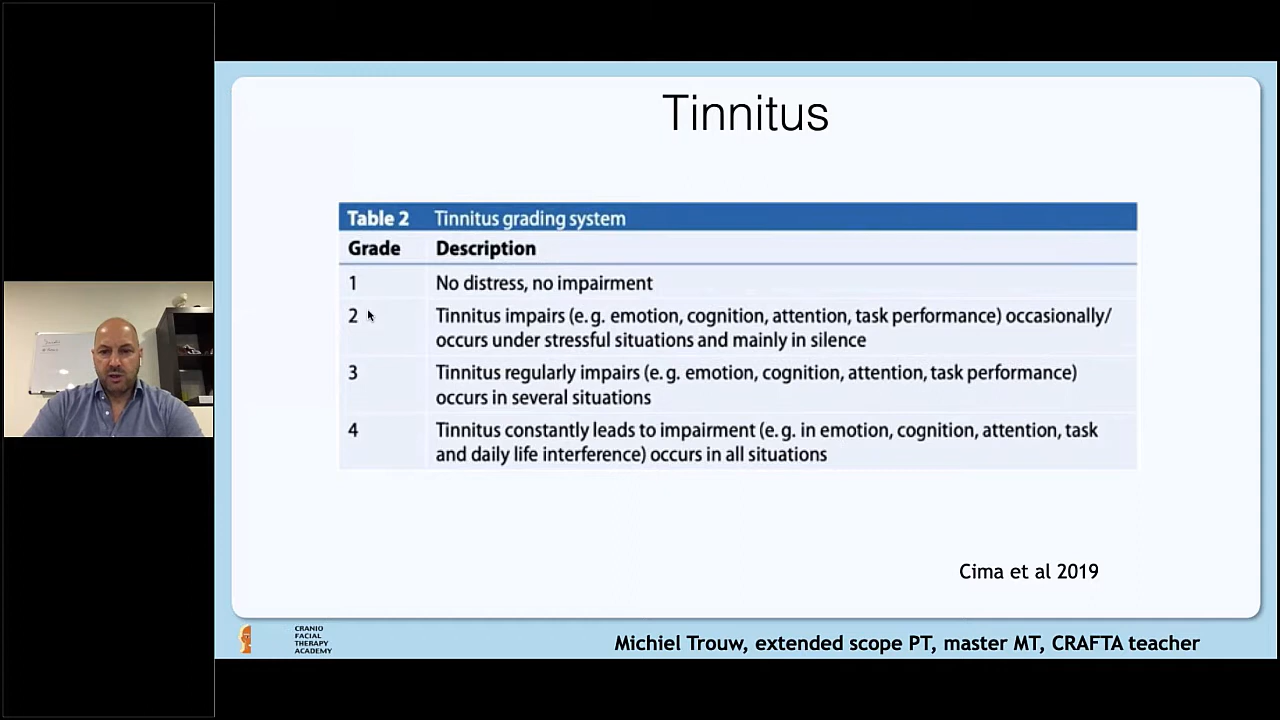 Tinnitus
Table 2 Tinnitus grading system
Grade Description
1 No distress, no impairment
2 Tinnitus impairs (e.g. emotion, cognition, attention, task performance) occasionally/
occurs under stressful situations and mainly in silence
3 Tinnitus regularly impairs (e.g. emotion, cognition, attention, task performance)
occurs in several situations
4 Tinnitus constantly leads to impairment (e.g. in emotion, cognition, attention, task
and daily life interference) occurs in all situations
Cima et al 2019
CRANIO
FACIAL
THERAPY
ACADEMY
Michiel Trouw, extended scope PT, master MT, CRAFTA teacher